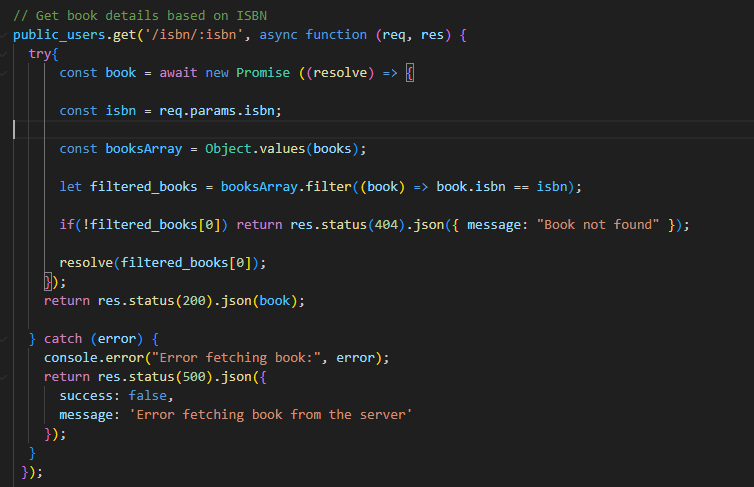 // Get book details based on ISBN
public_users.get('/isbn/:isbn', async function (req, res) {
try{
const book = await new Promise ((resolve) => {
const isbn = req.params.isbn;
const booksArray = Object.values(books);
let filtered_books = booksArray.filter((book) => book.isbn == isbn);
if(!filtered_books[0]) return res.status(404).json({ message: "Book not found" });
resolve(filtered_books[0]);
});
return res.status(200).json(book);
} catch (error) {
console.error("Error fetching book:", error);
return res.status(500).json({
success: false,
message: 'Error fetching book from the server'
});
}
});